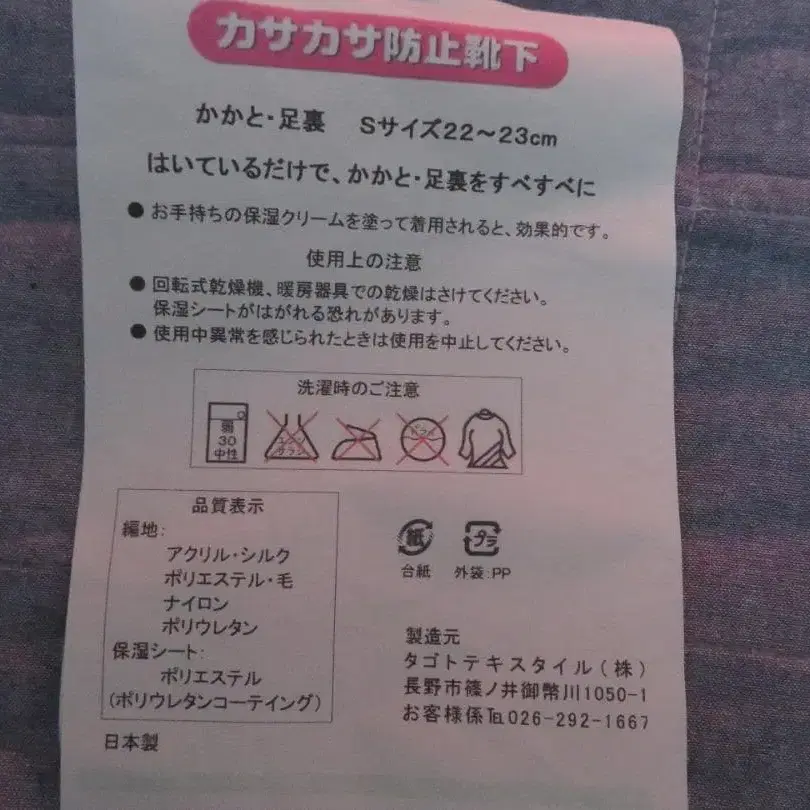 カサカサ防止靴下
かかと・足裏　Sサイズ22～23cm
はいているだけで、かかと・足裏をすべすべに
●お手持ちの保湿クリームを塗って着用されると、効果的です。
使用上の注意
●回転式乾燥機、暖房器具での乾燥はさけてください。
保湿シートがはがれる恐れがあります。
●使用中異常を感じられたときは使用を中止してください。
洗濯時のご注意
弱
30
中性
エンソ
サラシ
ドライ
品質表示
編地:
アクリル・シルク
ポリエステル・毛
ナイロン
ポリウレタン
保湿シート:
ポリエステル
(ポリウレタンコーテイング)
日本製
紙 プラ
台紙 外袋:PP
製造元
タゴトテキスタイル(株)
長野市篠ノ井御幣川1050-1
お客様係℡026-292-1667